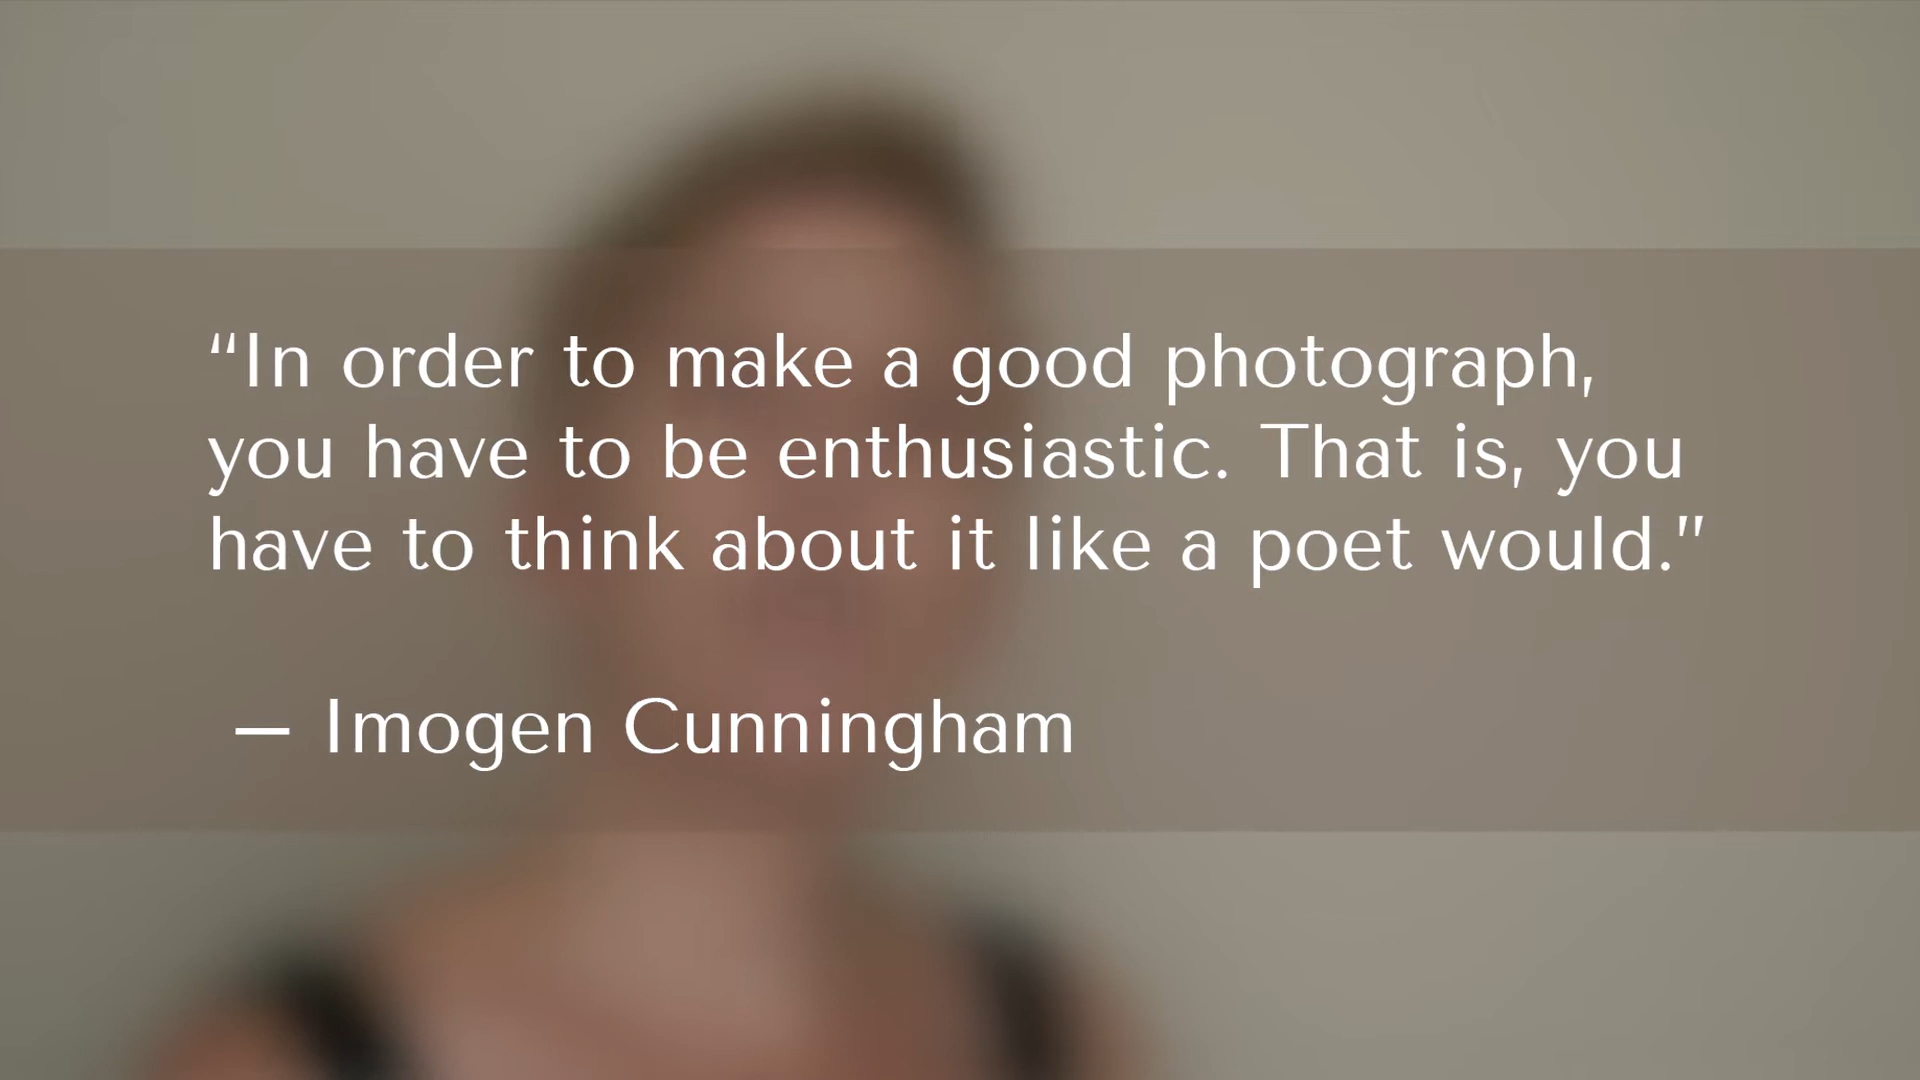 “In order to make a good photograph,
you have to be enthusiastic. That is, you
have to think about it like a poet would.”
— Imogen Cunningham